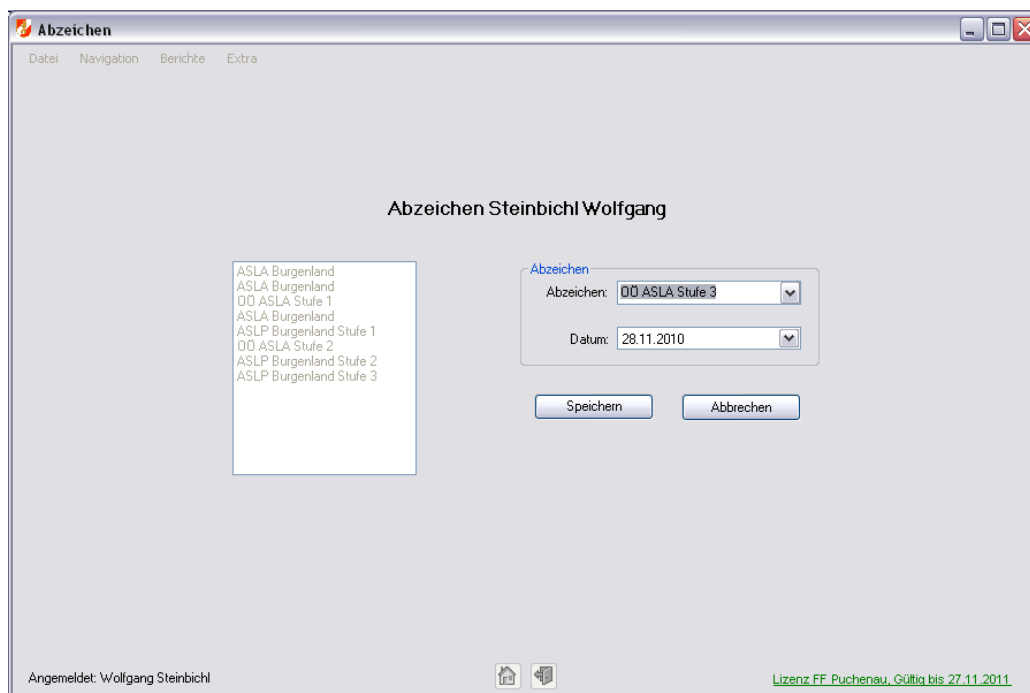 Abzeichen
Datei Navigation Berichte Extra
Abzeichen Steinbichl Wolfgang
ASLA Burgenland
ASLA Burgenland
OÖ ASLA Stufe 1
ASLA Burgenland
ASLP Burgenland Stufe 1
OÖ ASLA Stufe 2
ASLP Burgenland Stufe 2
ASLP Burgenland Stufe 3
Abzeichen
Abzeichen: OÖ ASLA Stufe 3
Datum: 28.11.2010
Speichern Abbrechen
Angemeldet: Wolfgang Steinbichl
Lizenz FF Puchenau, Gültig bis 27.11.2011